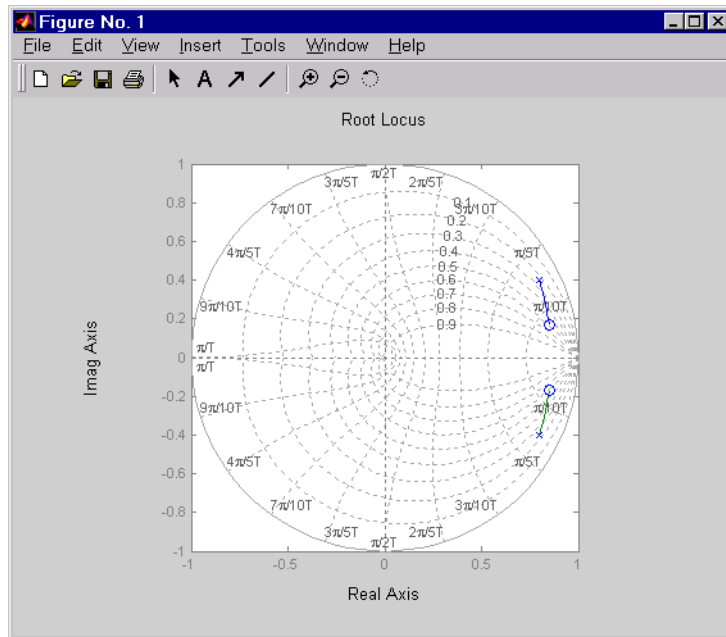 Figure No. 1
File Edit View Insert Tools Window Help
A
Root Locus
1
0.8
0.6
0.4
0.2
0
-0.2
-0.4
-0.6
-0.8
-1
Imag Axis
π/2T
3π/5T
2π/5T
7π/10T
3π/10T
4π/5T
π/5T
9π/10T
π/10T
π/T
π/T
9π/10T
π/10T
4π/5T
π/5T
7π/10T
3π/10T
3π/5T
2π/5T
π/2T
0.1
0.2
0.3
0.4
0.5
0.6
0.7
0.8
0.9
-1 -0.5 0 0.5 1
Real Axis